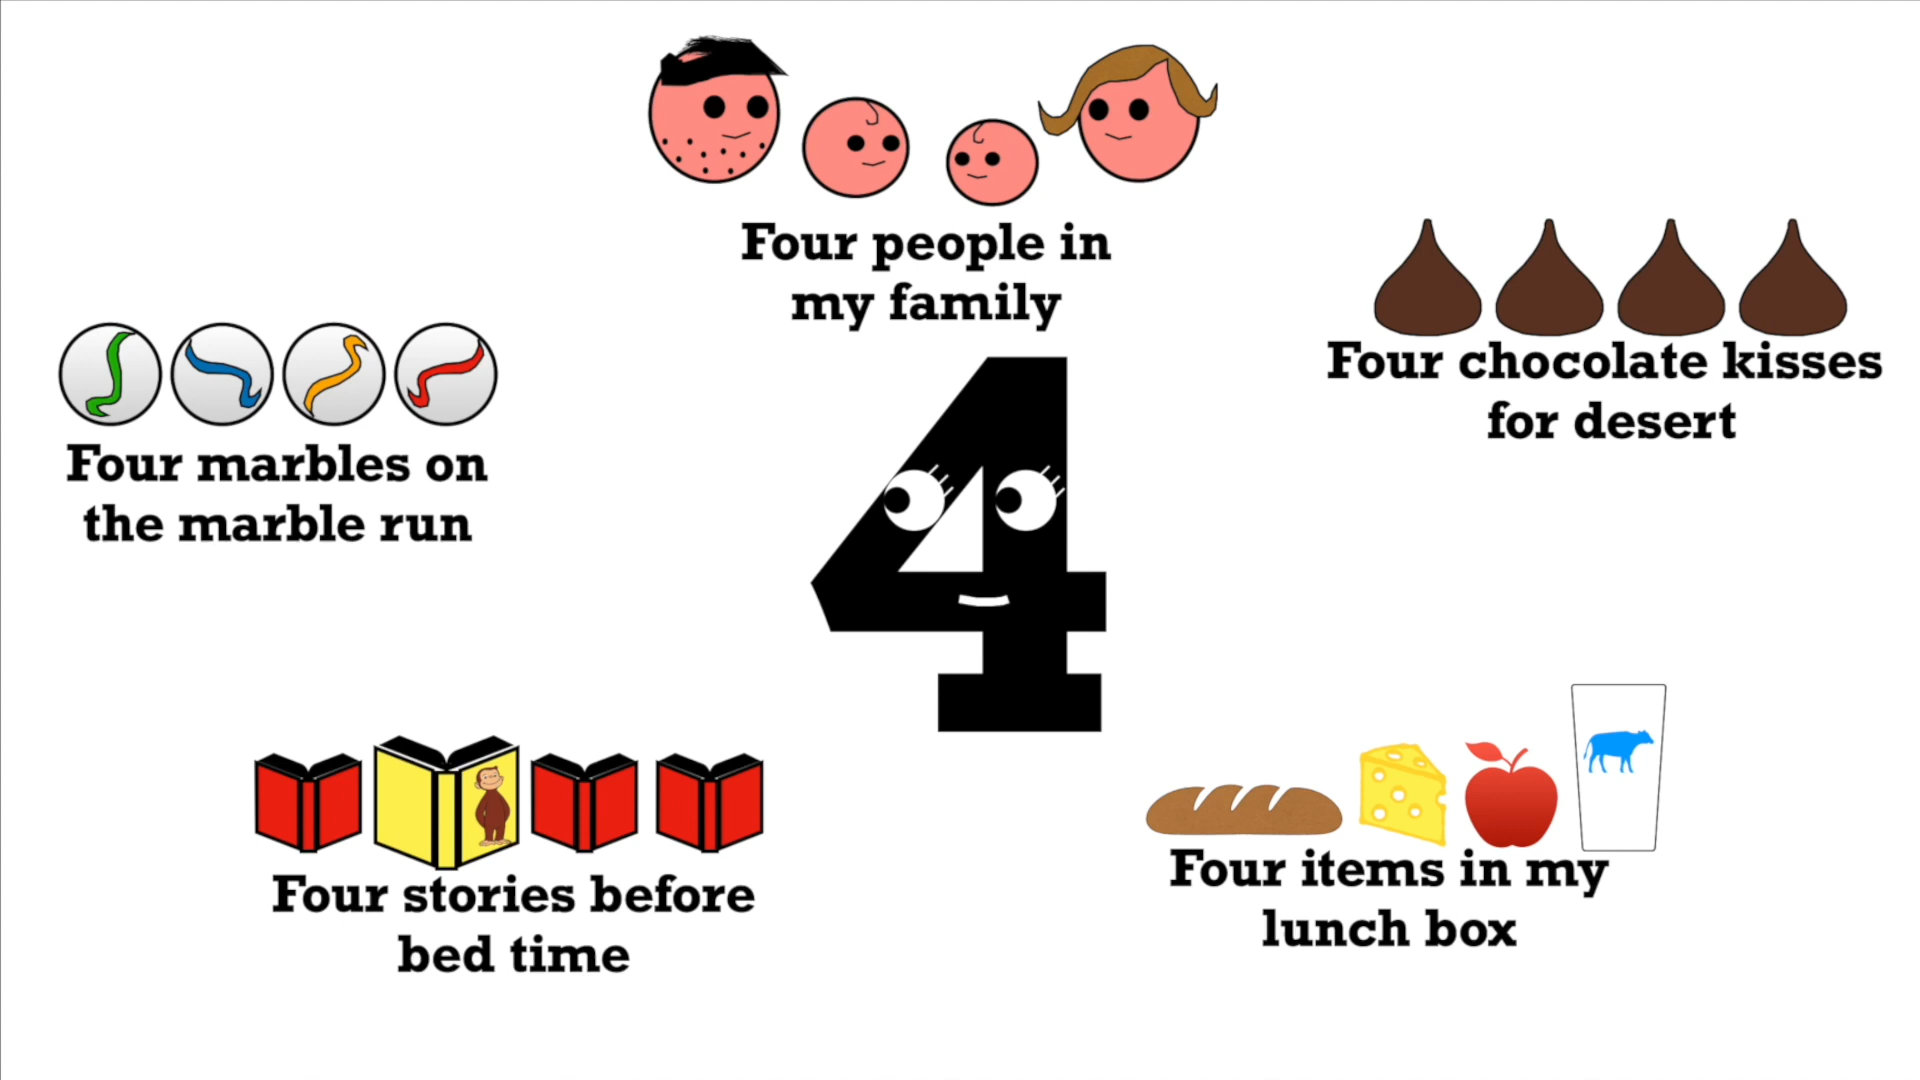 Four people in
my family
Four chocolate kisses
for desert
Four marbles on
the marble run
4
Four stories before
bed time
Four items in my
lunch box